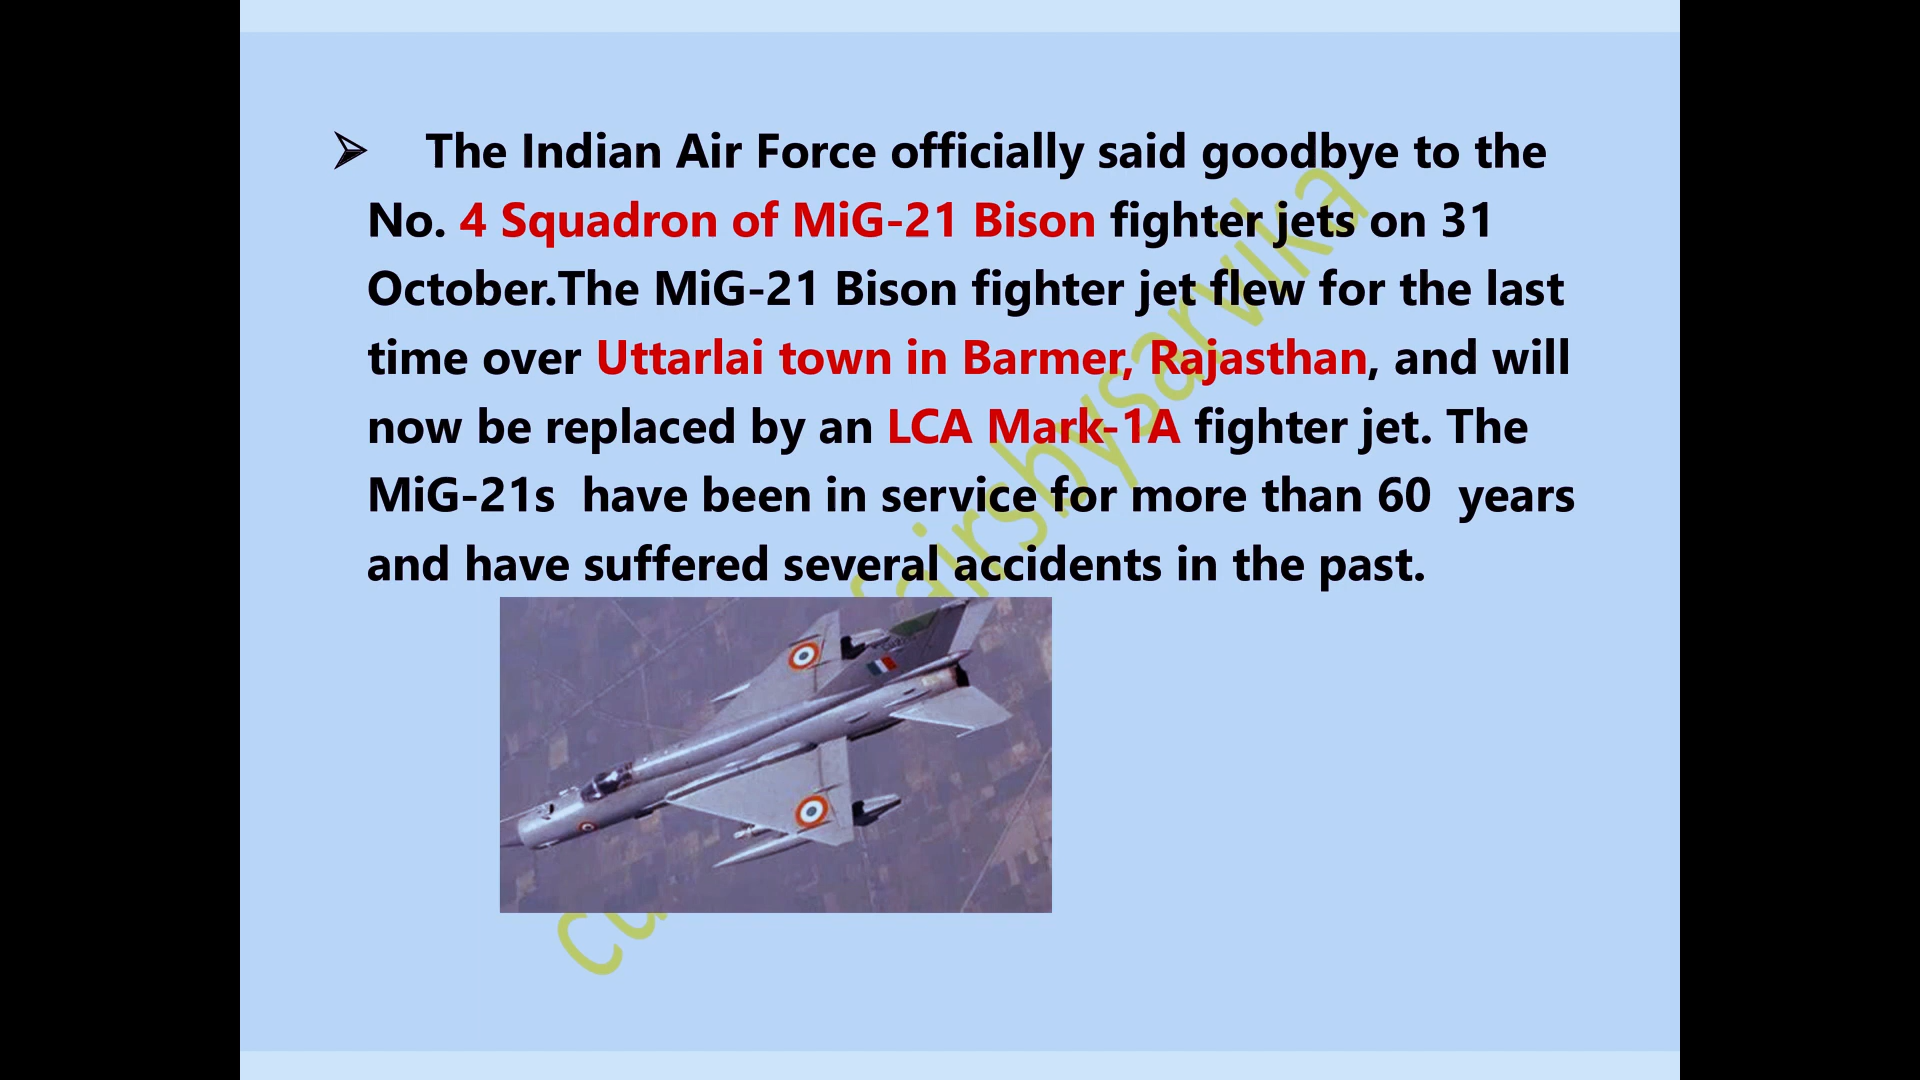 ➢ The Indian Air Force officially said goodbye to the
No. 4 Squadron of MiG-21 Bison fighter jets on 31
October.The MiG-21 Bison fighter jet flew for the last
time over Uttarlai town in Barmer, Rajasthan, and will
now be replaced by an LCA Mark-1A fighter jet. The
MiG-21s  have been in service for more than 60  years
and have suffered several accidents in the past.